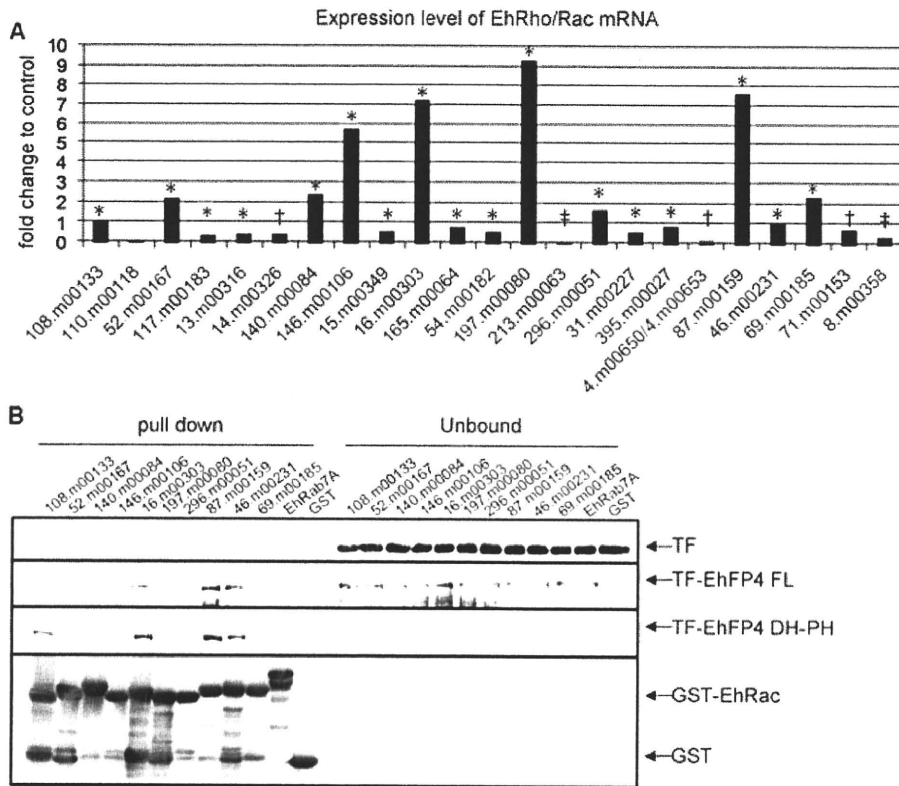 A
Expression level of EhRho/Rac mRNA
fold change to control
10
9
8
7
6
5
4
3
2
1
0
* * * * † * * * * * * * ‡ * * * † * * * † ‡
108.m00133
110.m00118
52.m00167
117.m00183
13.m00316
14.m00326
140.m00084
146.m00106
15.m00349
16.m00303
165.m00064
54.m00182
197.m00080
213.m00063
296.m00051
31.m00227
395.m00027
4.m00650/4.m00653
87.m00159
46.m00231
69.m00185
71.m00153
8.m00358
B
pull down
Unbound
108.m00133
52.m00167
140.m00084
146.m00106
16.m00303
197.m00080
296.m00051
87.m00159
46.m00231
69.m00185
EhRab7A
GST
108.m00133
52.m00167
140.m00084
146.m00106
16.m00303
197.m00080
296.m00051
87.m00159
46.m00231
69.m00185
EhRab7A
GST
TF
TF-EhFP4 FL
TF-EhFP4 DH-PH
GST-EhRac
GST